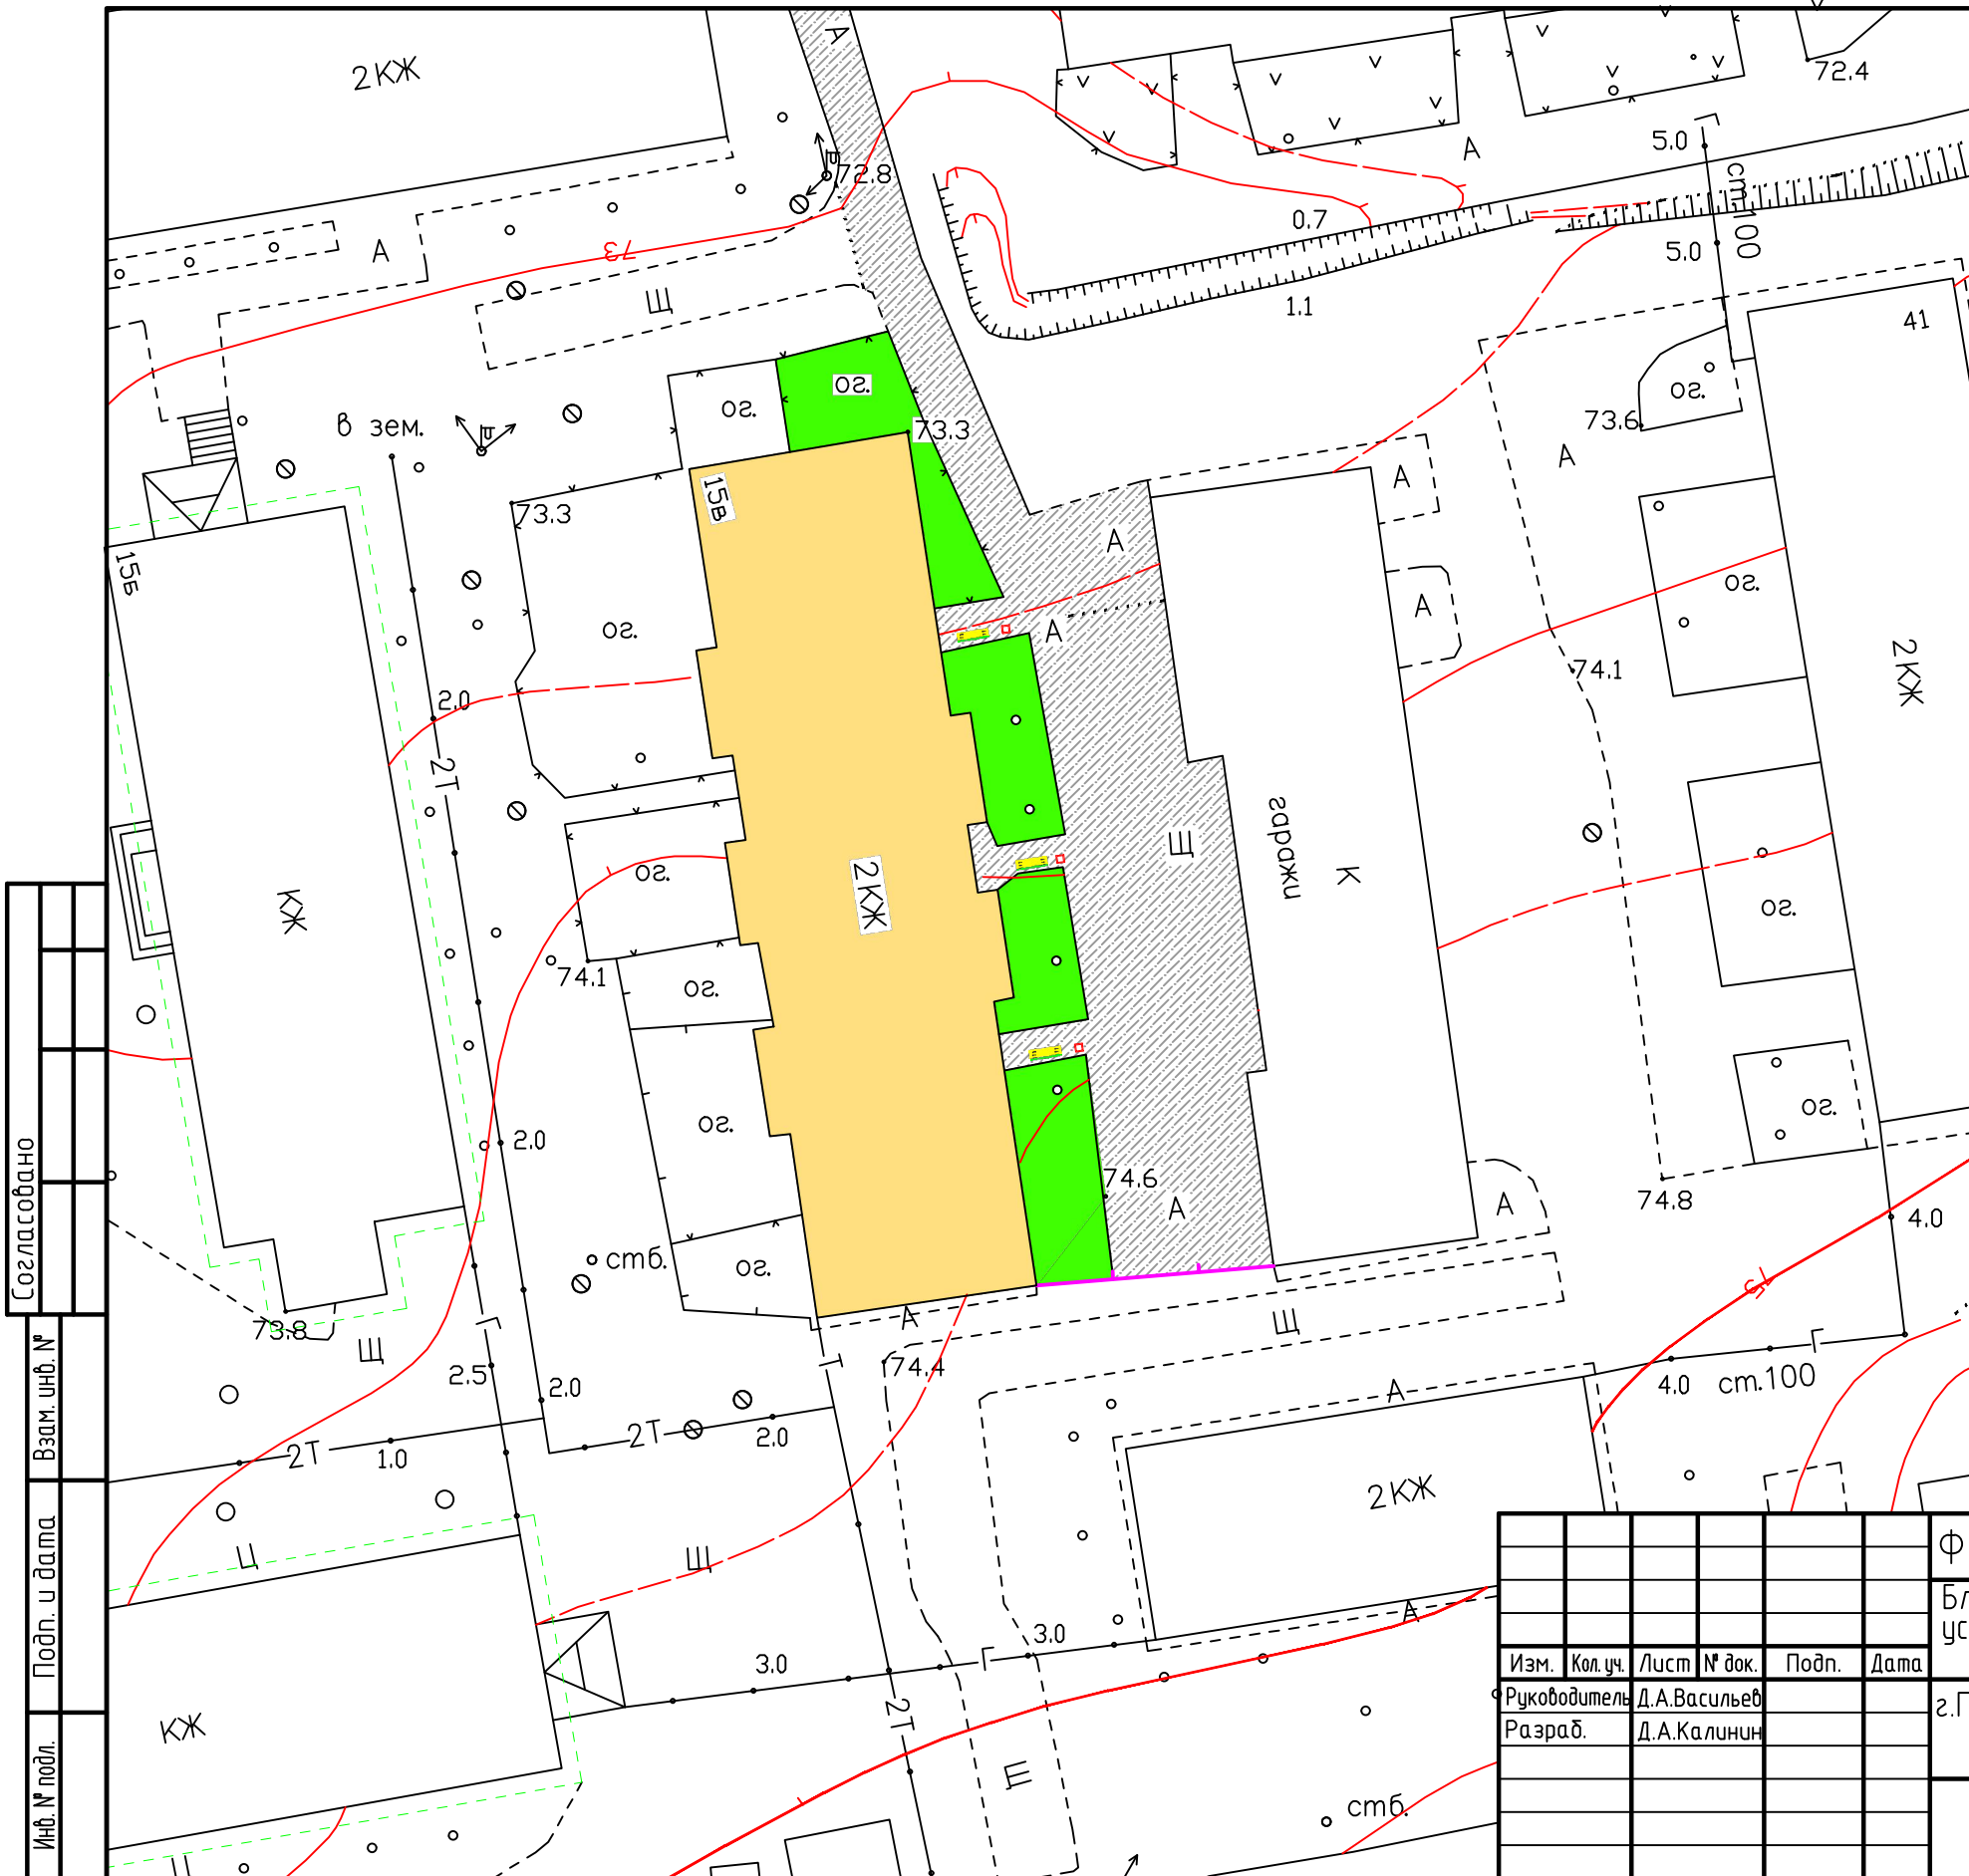 2КЖ
А
72.4
72.8
А
5.0
ст.100
А
0.7
73
5.0
Щ
1.1
41
ог.
ог.
ог.
73.6
в зем.
73.3
А
А
15в
73.3
А
15б
ог.
А
ог.
А
74.1
2КЖ
2.0
2Т
Щ
гаражи
К
КЖ
ог.
2КЖ
ог.
74.1
ог.
ог.
ог.
2.0
74.6
А
А
74.8
4.0
стб.
ог.
75
73.8
Щ
А
Щ
Г
Т
74.4
Г
2.5
2.0
4.0
ст.100
А
2Т
1.0
2Т
2.0
2КЖ
Щ
А
3.0
Г
3.0
2Т
КЖ
Щ
стб.
Согласовано
Взам. инв. №
Подп. и дата
Инв. № подл.
Изм.
Кол.уч.
Лист
№ док.
Подп.
Дата
Руководитель
Д.А.Васильев
Разраб.
Д.А.Калинин
Ф
Бл
ус
г.П